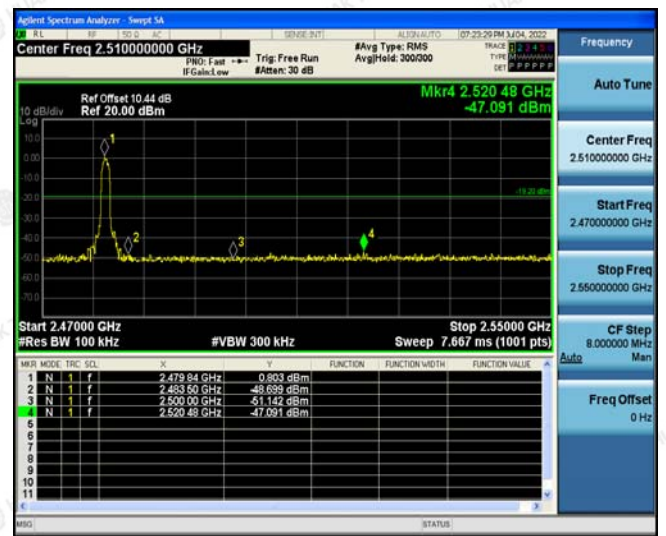 Agilent Spectrum Analyzer - Swept SA
RL RF 50 Ω AC SENSE:INT ALIGNAUTO 07:23:29 PM Jul 04, 2022
Center Freq 2.510000000 GHz #Avg Type: RMS TRACE 1 2 3 4 5 6
PNO: Fast Trig: Free Run Avg|Hold: 300/300 TYPE M
IFGain:Low #Atten: 30 dB DET P P P P P P
Frequency
Auto Tune
Mkr4 2.520 48 GHz
-47.091 dBm
Ref Offset 10.44 dB
10 dB/div Ref 20.00 dBm
Log
10.0
0.00
-10.0
-20.0
-30.0
-40.0
-50.0
-60.0
-70.0
1
2
3
4
-19.20 dBm
Start 2.47000 GHz Stop 2.55000 GHz
#Res BW 100 kHz #VBW 300 kHz Sweep 7.667 ms (1001 pts)
MKR MODE TRC SCL X Y FUNCTION FUNCTION WIDTH FUNCTION VALUE
1 N 1 f 2.479 84 GHz 0.803 dBm
2 N 1 f 2.483 50 GHz -48.699 dBm
3 N 1 f 2.500 00 GHz -51.142 dBm
4 N 1 f 2.520 48 GHz -47.091 dBm
5
6
7
8
9
10
11
Center Freq
2.510000000 GHz
Start Freq
2.470000000 GHz
Stop Freq
2.550000000 GHz
CF Step
8.000000 MHz
Auto Man
Freq Offset
0 Hz
MSG STATUS